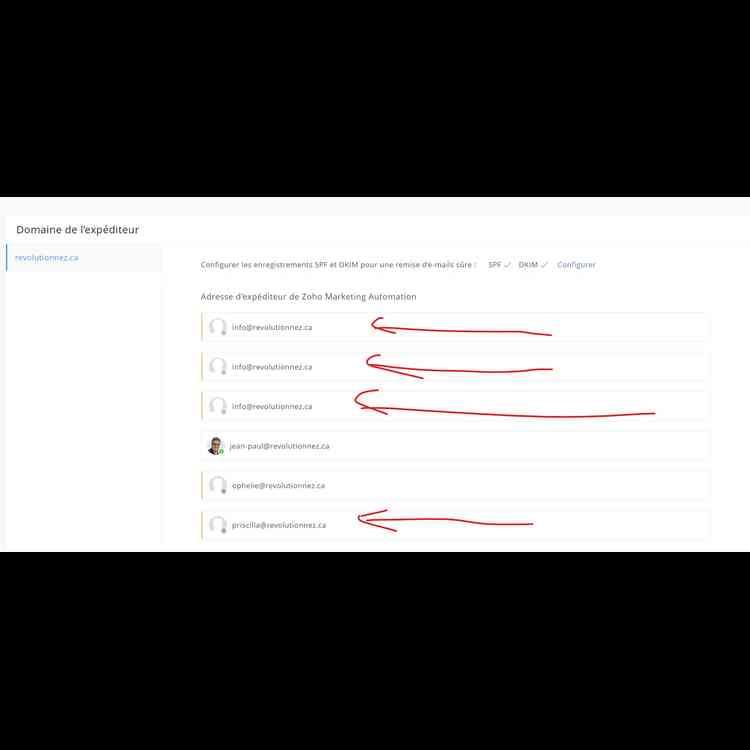 Domaine de l'expéditeur
revolutionnez.ca
Configurer les enregistrements SPF et DKIM pour une remise d'e-mails sûre : SPF ✓ DKIM ✓ Configurer
Adresse d'expéditeur de Zoho Marketing Automation
info@revolutionnez.ca
info@revolutionnez.ca
info@revolutionnez.ca
jean-paul@revolutionnez.ca
ophelie@revolutionnez.ca
priscilla@revolutionnez.ca